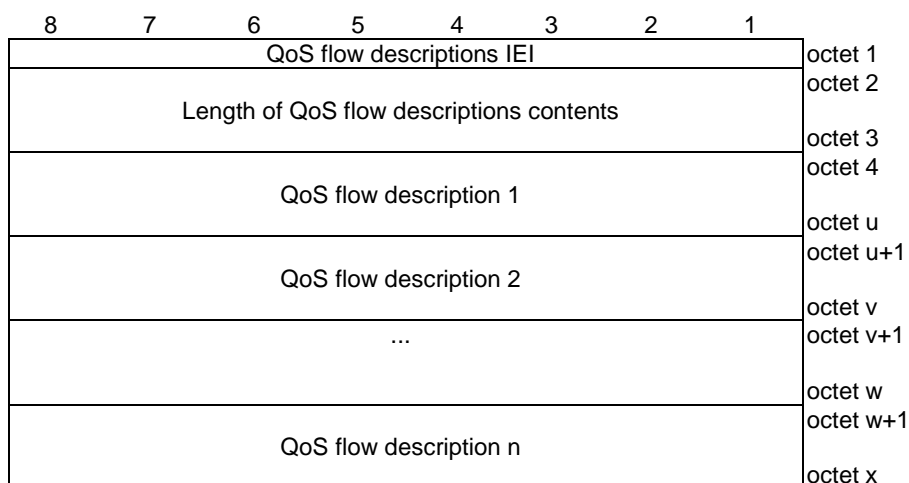 8 7 6 5 4 3 2 1
QoS flow descriptions IEI octet 1
octet 2
Length of QoS flow descriptions contents
octet 3
octet 4
QoS flow description 1
octet u
octet u+1
QoS flow description 2
octet v
... octet v+1
octet w
octet w+1
QoS flow description n
octet x